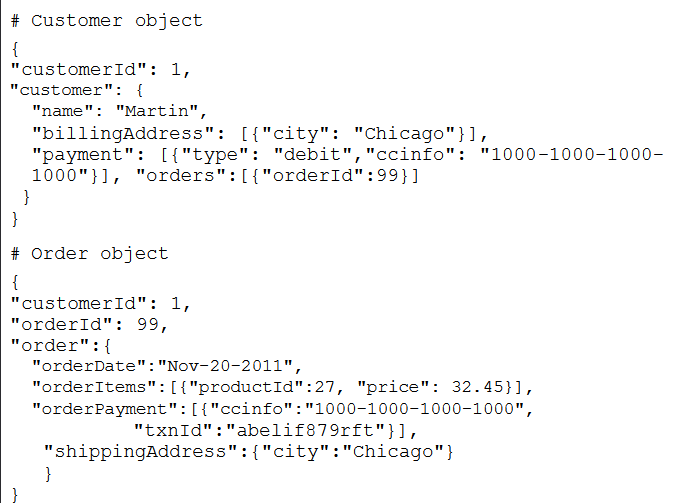 # Customer object
{
"customerId": 1,
"customer": {
"name": "Martin",
"billingAddress": [{"city": "Chicago"}],
"payment": [{"type": "debit","ccinfo": "1000-1000-1000-
1000"}], "orders":[{"orderId":99}]
}
}
# Order object
{
"customerId": 1,
"orderId": 99,
"order":{
"orderDate":"Nov-20-2011",
"orderItems":[{"productId":27, "price": 32.45}],
"orderPayment":[{"ccinfo":"1000-1000-1000-1000",
"txnId":"abelif879rft"}],
"shippingAddress":{"city":"Chicago"}
}
}